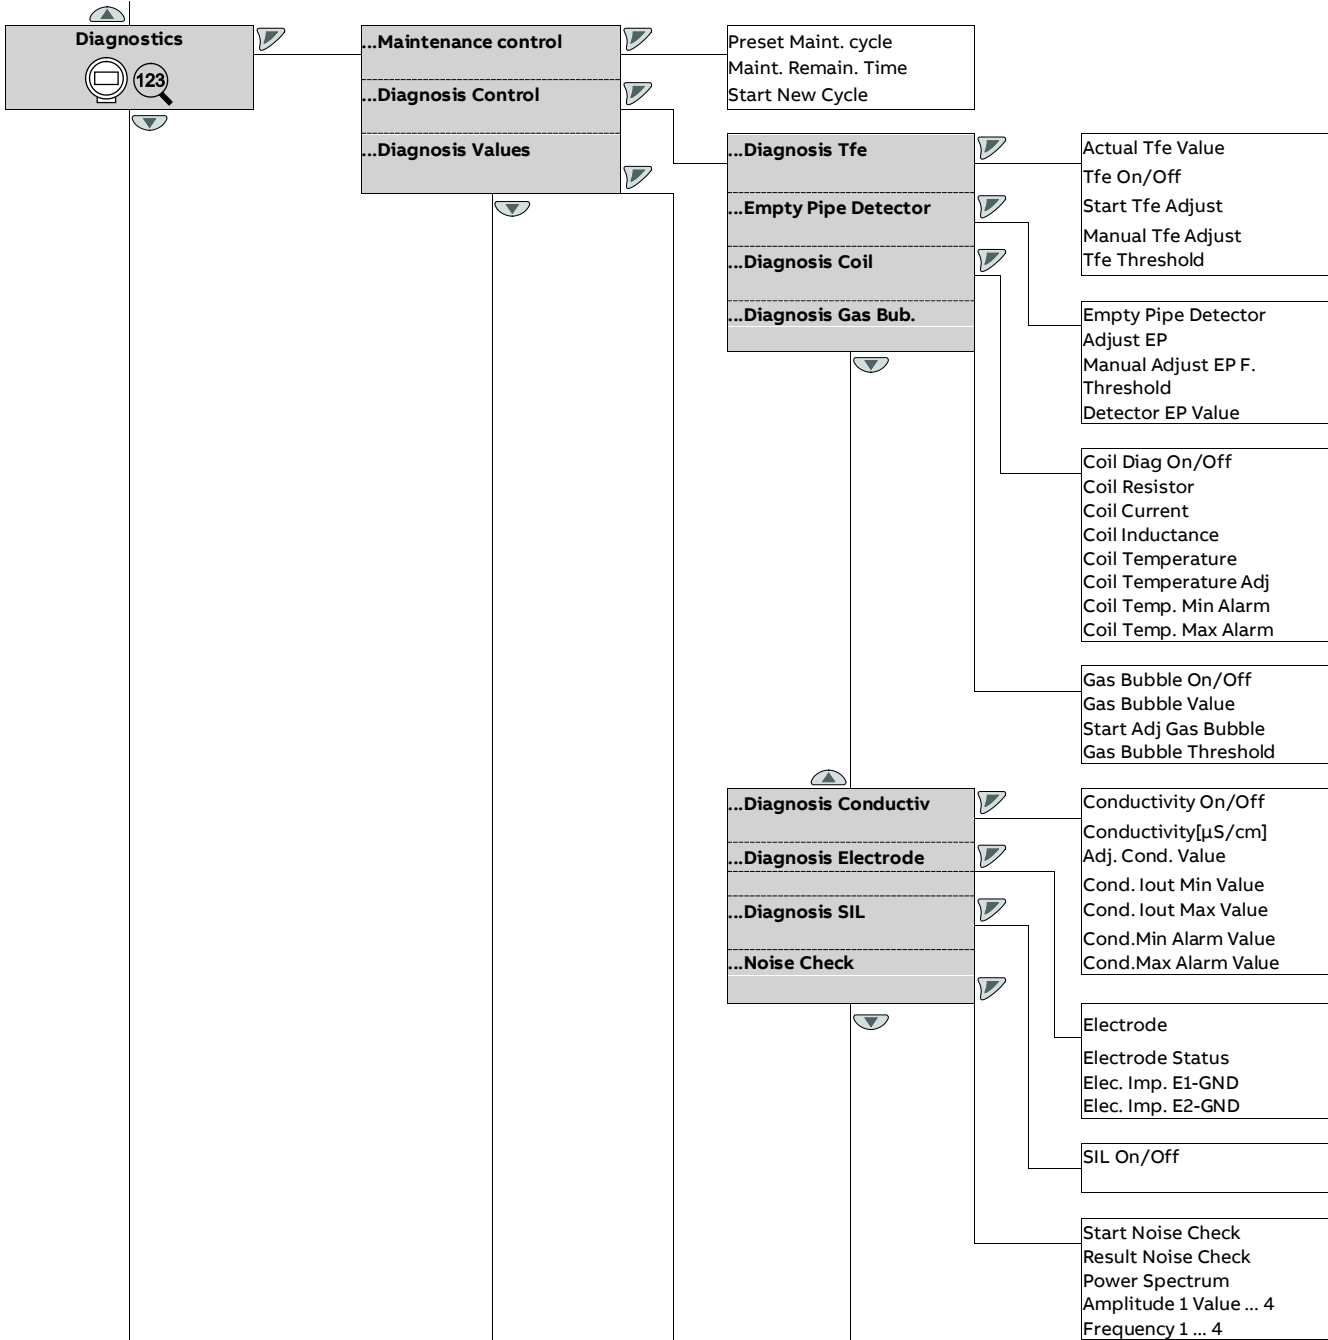 Diagnostics
123
...Maintenance control
...Diagnosis Control
...Diagnosis Values
Preset Maint. cycle
Maint. Remain. Time
Start New Cycle
...Diagnosis Tfe
...Empty Pipe Detector
...Diagnosis Coil
...Diagnosis Gas Bub.
Actual Tfe Value
Tfe On/Off
Start Tfe Adjust
Manual Tfe Adjust
Tfe Threshold
Empty Pipe Detector
Adjust EP
Manual Adjust EP F.
Threshold
Detector EP Value
Coil Diag On/Off
Coil Resistor
Coil Current
Coil Inductance
Coil Temperature
Coil Temperature Adj
Coil Temp. Min Alarm
Coil Temp. Max Alarm
Gas Bubble On/Off
Gas Bubble Value
Start Adj Gas Bubble
Gas Bubble Threshold
...Diagnosis Conductiv
...Diagnosis Electrode
...Diagnosis SIL
...Noise Check
Conductivity On/Off
Conductivity[µS/cm]
Adj. Cond. Value
Cond. Iout Min Value
Cond. Iout Max Value
Cond.Min Alarm Value
Cond.Max Alarm Value
Electrode
Electrode Status
Elec. Imp. E1-GND
Elec. Imp. E2-GND
SIL On/Off
Start Noise Check
Result Noise Check
Power Spectrum
Amplitude 1 Value ... 4
Frequency 1 ... 4